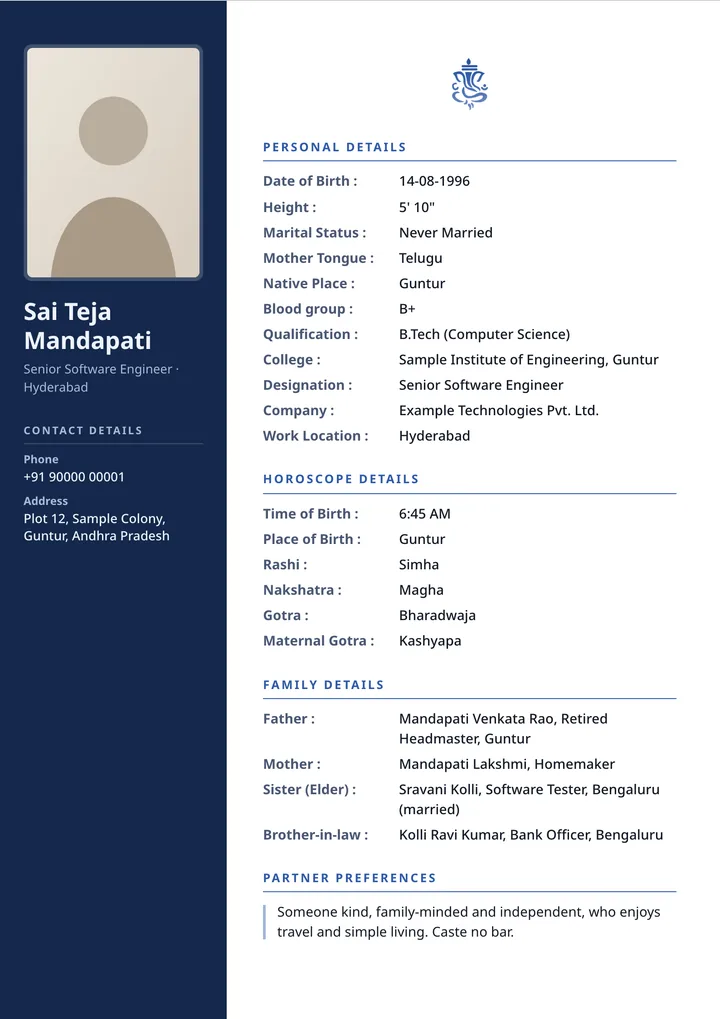 Sai Teja
Mandapati
Senior Software Engineer ·
Hyderabad
CONTACT DETAILS
Phone
+91 90000 00001
Address
Plot 12, Sample Colony,
Guntur, Andhra Pradesh
PERSONAL DETAILS
Date of Birth : 14-08-1996
Height : 5' 10"
Marital Status : Never Married
Mother Tongue : Telugu
Native Place : Guntur
Blood group : B+
Qualification : B.Tech (Computer Science)
College : Sample Institute of Engineering, Guntur
Designation : Senior Software Engineer
Company : Example Technologies Pvt. Ltd.
Work Location : Hyderabad
HOROSCOPE DETAILS
Time of Birth : 6:45 AM
Place of Birth : Guntur
Rashi : Simha
Nakshatra : Magha
Gotra : Bharadwaja
Maternal Gotra : Kashyapa
FAMILY DETAILS
Father : Mandapati Venkata Rao, Retired
Headmaster, Guntur
Mother : Mandapati Lakshmi, Homemaker
Sister (Elder) : Sravani Kolli, Software Tester, Bengaluru
(married)
Brother-in-law : Kolli Ravi Kumar, Bank Officer, Bengaluru
PARTNER PREFERENCES
Someone kind, family-minded and independent, who enjoys
travel and simple living. Caste no bar.